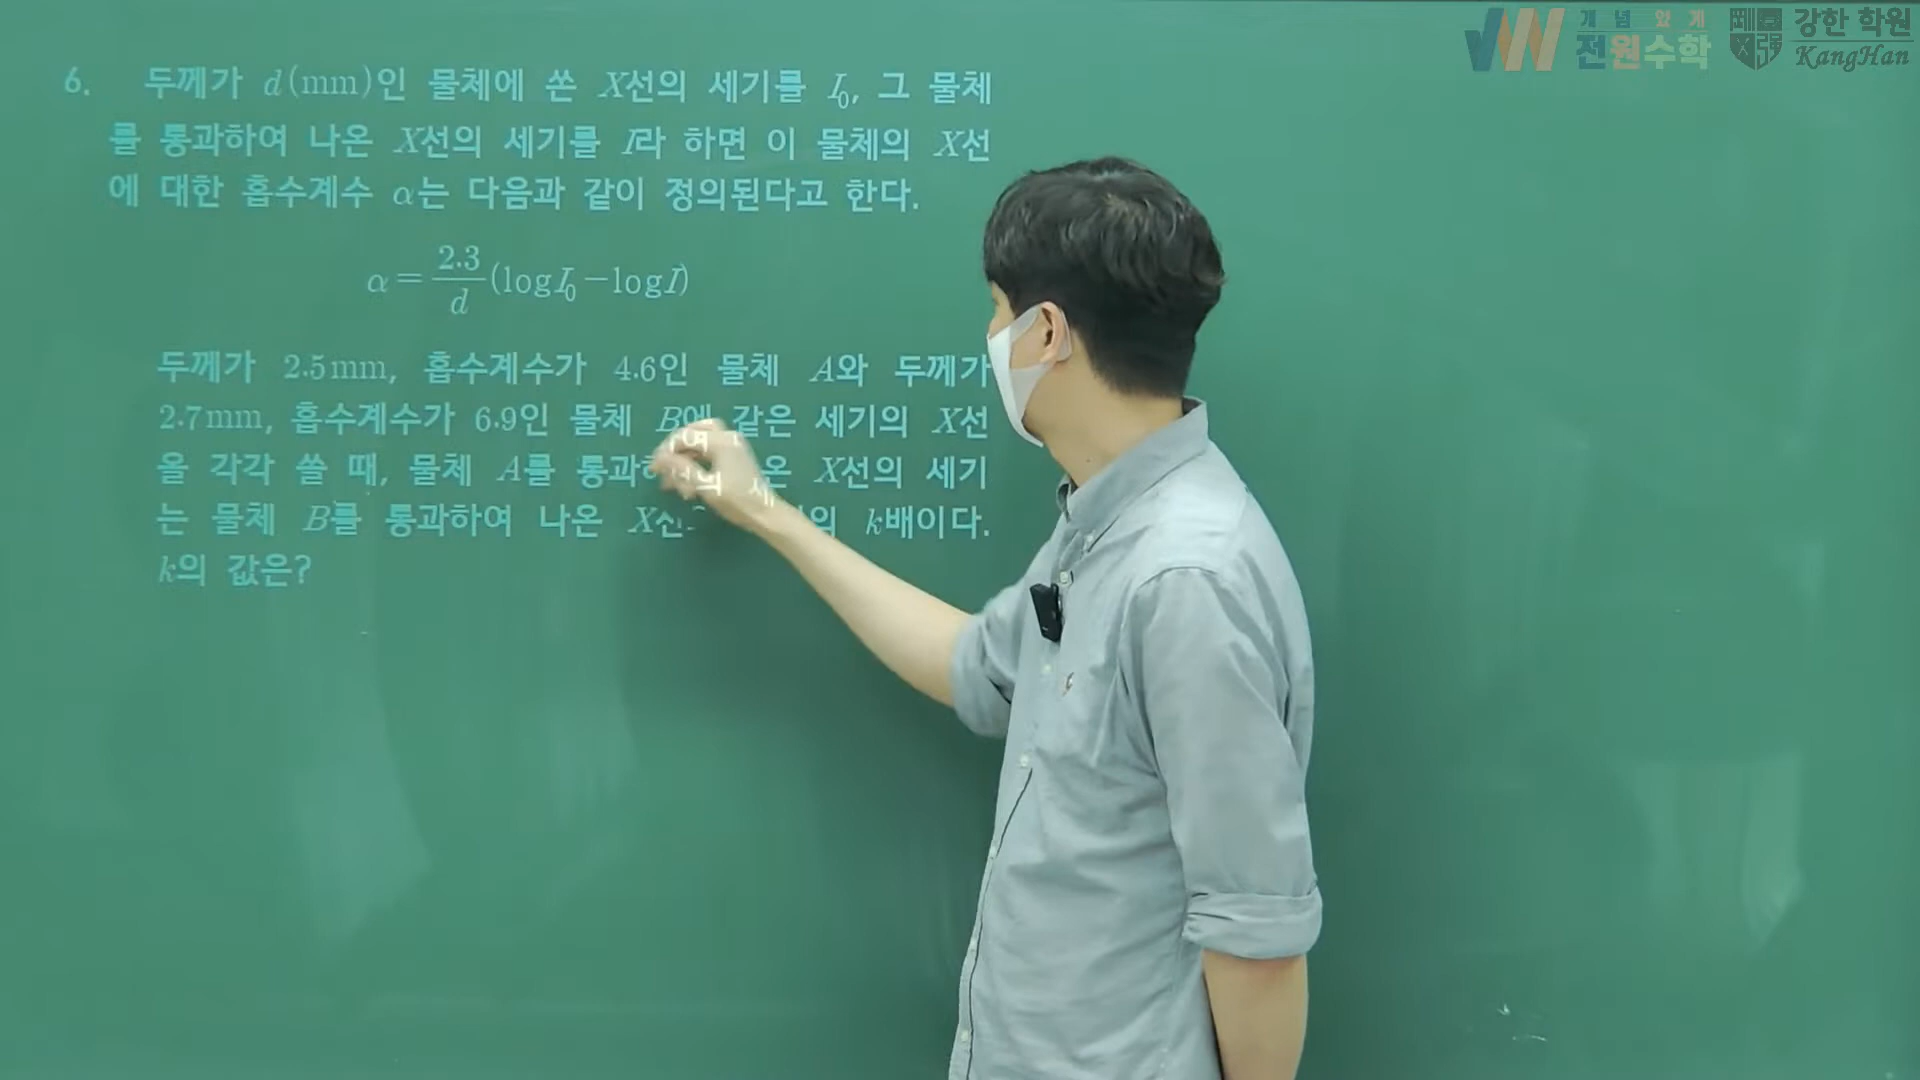 개념있게
전원수학
강한 학원
KangHan
6. 두께가 d(mm)인 물체에 쏜 X선의 세기를 I₀, 그 물체
를 통과하여 나온 X선의 세기를 I라 하면 이 물체의 X선
에 대한 흡수계수 α는 다음과 같이 정의된다고 한다.
α = 2.3/d (log I₀ − log I)
두께가 2.5mm, 흡수계수가 4.6인 물체 A와 두께가
2.7mm, 흡수계수가 6.9인 물체 B에 같은 세기의 X선
을 각각 쏠 때, 물체 A를 통과하 온 X선의 세기
는 물체 B를 통과하여 나온 X선 의 k배이다.
k의 값은?